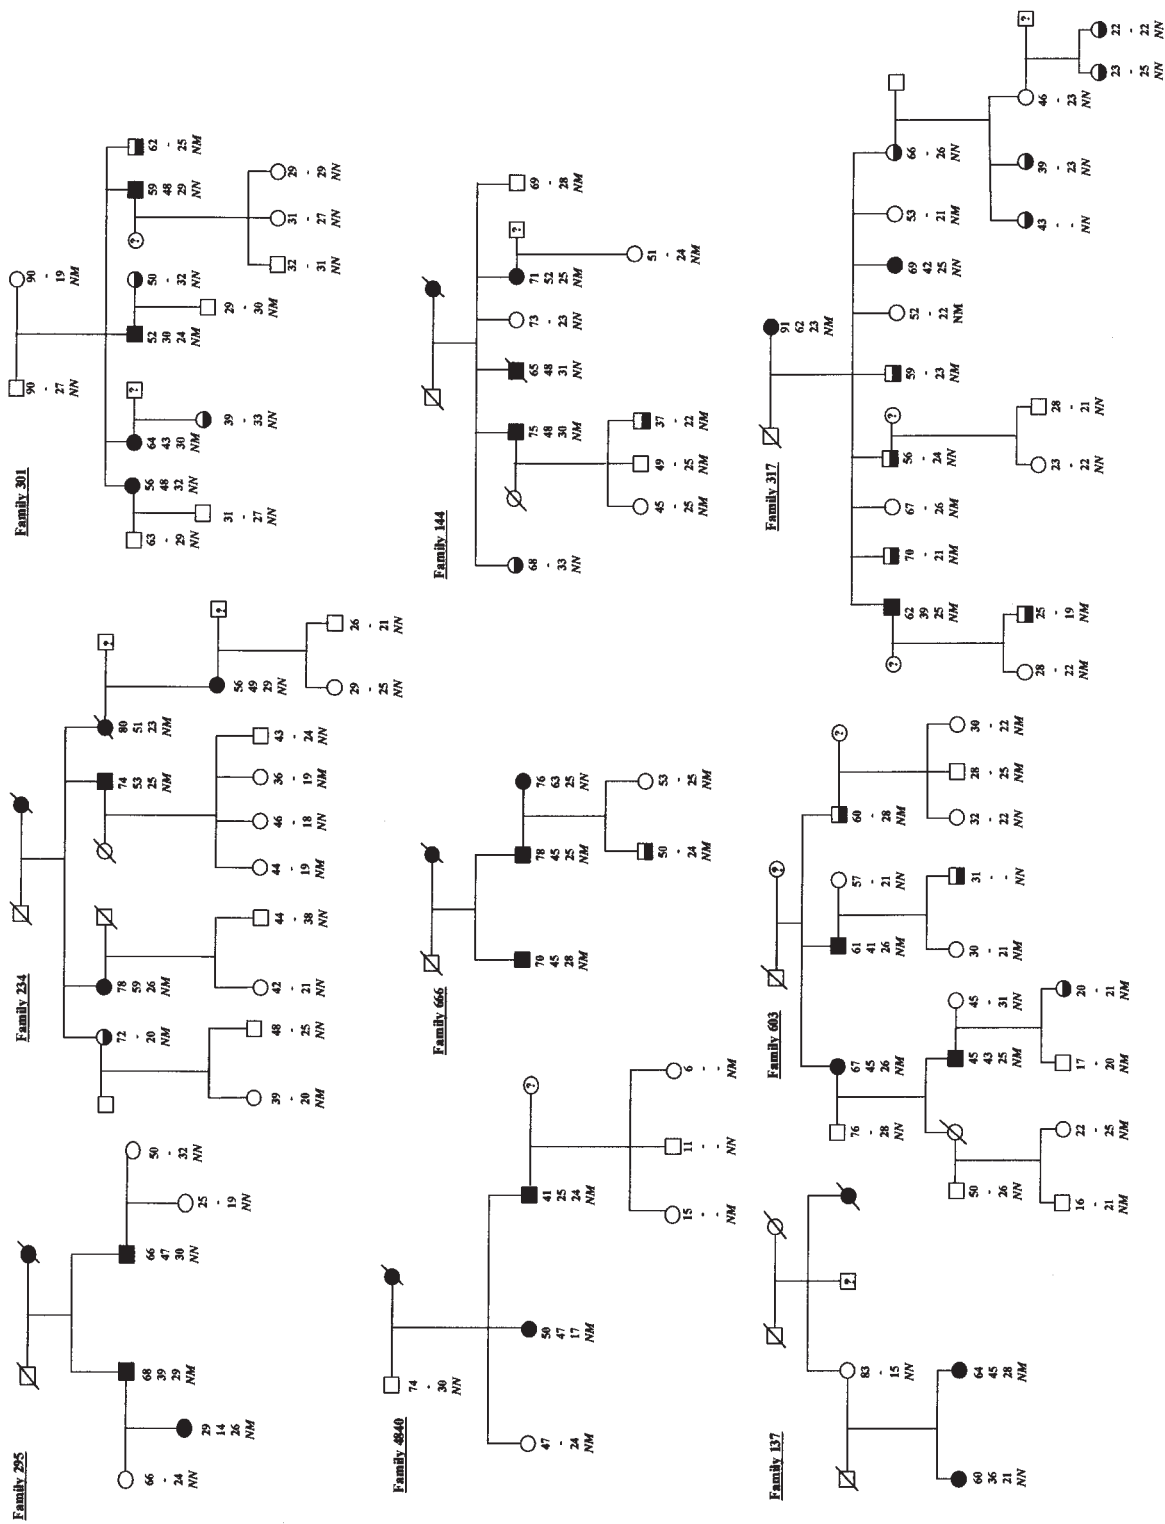 Family 295
68 66
39 47
29 30
NM NN
66 29 25 50
- 14 - -
24 26 19 32
NN NM NN NN
Family 234
72 78 74 80
- 59 53 51
20 26 25 23
NM NM NM NM
56
49
29
NN
39 48 42 44 44 46 36 43
- - - - - - - -
20 25 21 38 19 18 19 24
NM NN NN NN NM NN NM NN
29 26
- -
25 21
NN NN
Family 301
90 90
- -
27 19
NN NM
63 56 64 52 50 59 62
- 48 43 30 - 48 -
29 32 30 24 32 29 25
NN NN NM NM NN NN NM
31 39 29 32 31 29
- - - - - -
27 33 30 31 27 29
NN NN NM NN NN NN
Family 4840
74
-
30
NN
47 50 41
- 47 25
24 17 24
NM NM NM
15 11 6
- - -
- - -
NM NN NM
Family 666
70 78 76
45 45 63
28 25 25
NM NM NN
50 53
- -
24 25
NM NM
Family 144
68 75 65 73 71 69
- 48 48 - 52 -
33 30 31 23 25 28
NN NM NN NN NM NM
45 49 37 51
- - - -
25 25 22 24
NM NM NM NM
Family 137
83
-
15
NN
60 64
36 45
21 28
NN NM
Family 603
76 67 61 57 60
- 45 41 - -
28 26 26 21 28
NN NM NM NN NM
50 45 45 30 31 32 28 30
- 43 - - - - - -
26 25 31 21 - 22 25 22
NN NM NN NM NN NN NM NM
16 22 17 20
- - - -
21 25 20 21
NM NM NM NM
Family 317
91
62
23
NM
62 70 67 56 59 52 69 53 66
39 - - - - - 42 - -
25 21 26 24 23 22 25 21 26
NM NM NM NN NM NM NN NM NN
28 25 23 28 43 39 46
- - - - - - -
22 19 22 21 - 23 23
NM NM NN NN NN NN NN
23 22
- -
25 22
NN NN